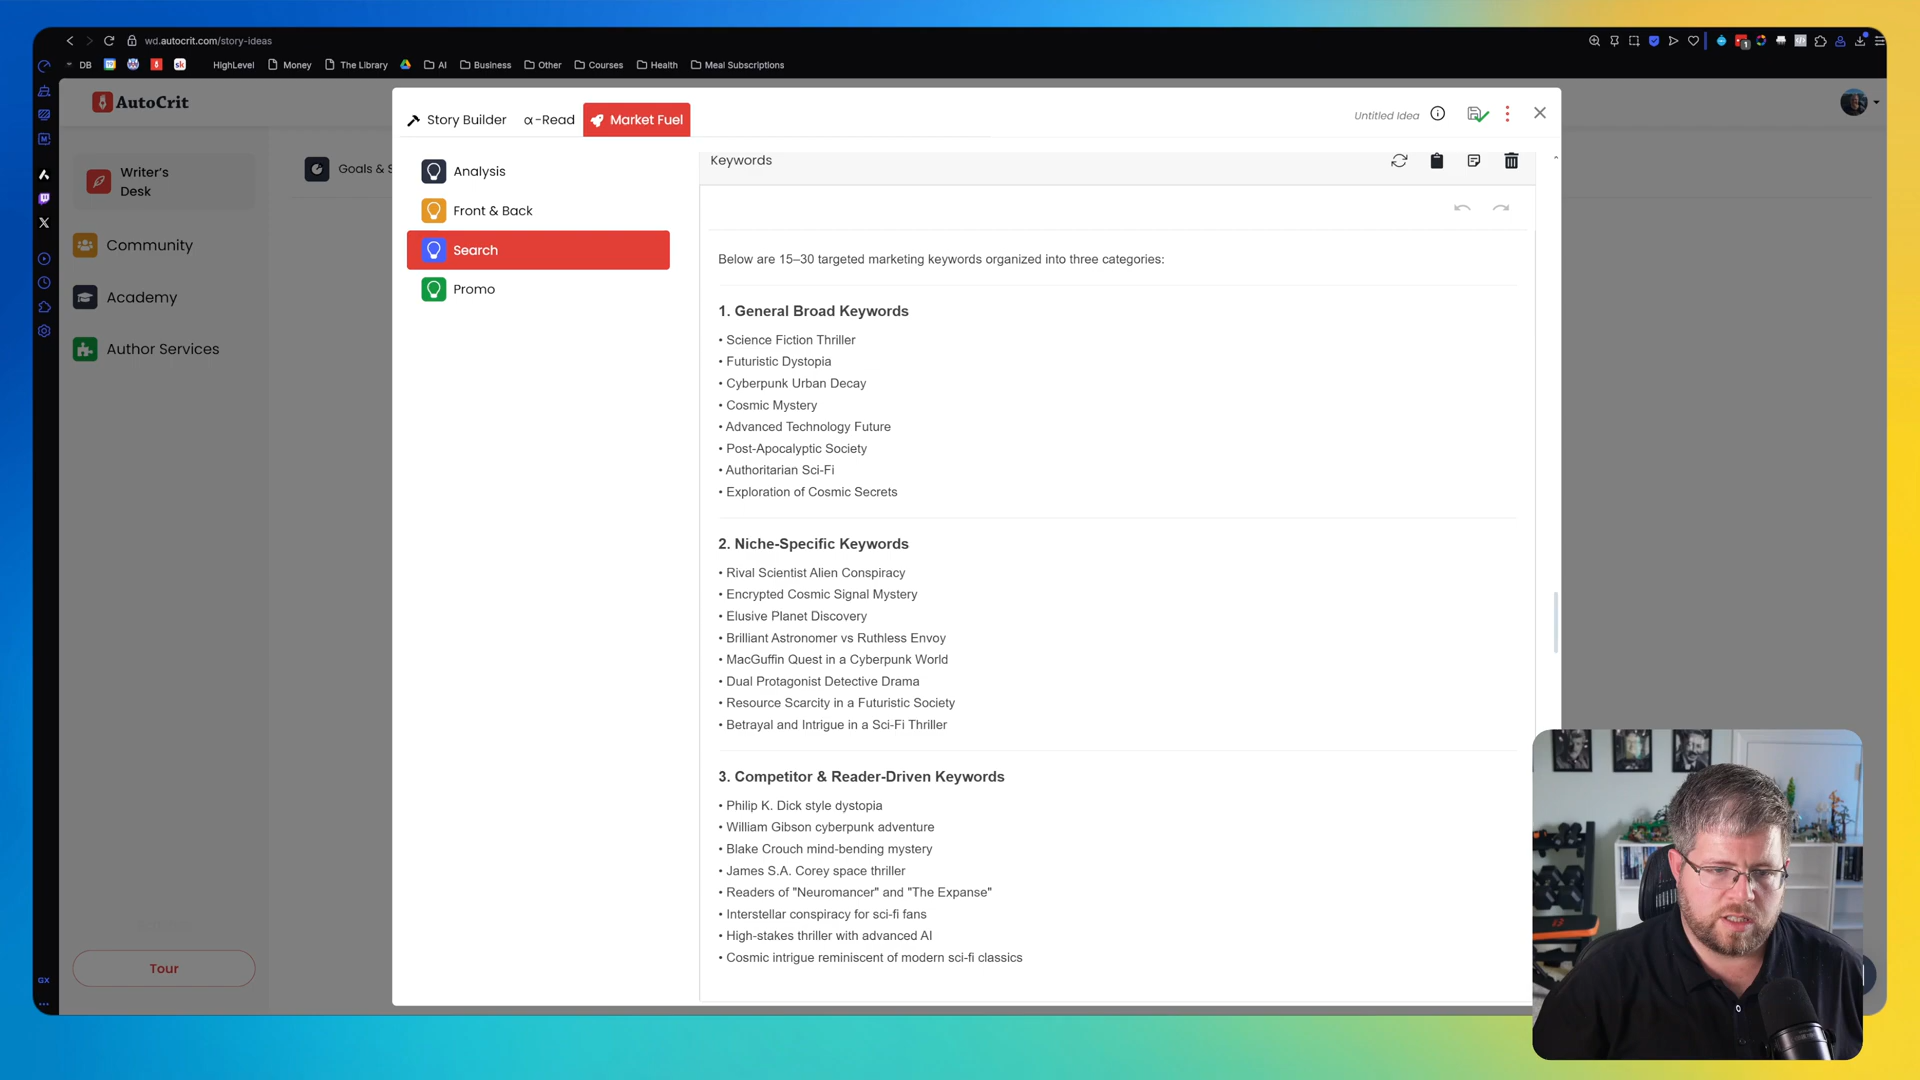 wd.autocrit.com/story-ideas
DB
sk
HighLevel
Money
The Library
AI
Business
Other
Courses
Health
Meal Subscriptions
AutoCrit
Writer's
Desk
Community
Academy
Author Services
Tour
GX
Goals & S
Story Builder
α-Read
Market Fuel
Untitled Idea
Analysis
Front & Back
Search
Promo
Keywords
Below are 15–30 targeted marketing keywords organized into three categories:
1. General Broad Keywords
• Science Fiction Thriller
• Futuristic Dystopia
• Cyberpunk Urban Decay
• Cosmic Mystery
• Advanced Technology Future
• Post-Apocalyptic Society
• Authoritarian Sci-Fi
• Exploration of Cosmic Secrets
2. Niche-Specific Keywords
• Rival Scientist Alien Conspiracy
• Encrypted Cosmic Signal Mystery
• Elusive Planet Discovery
• Brilliant Astronomer vs Ruthless Envoy
• MacGuffin Quest in a Cyberpunk World
• Dual Protagonist Detective Drama
• Resource Scarcity in a Futuristic Society
• Betrayal and Intrigue in a Sci-Fi Thriller
3. Competitor & Reader-Driven Keywords
• Philip K. Dick style dystopia
• William Gibson cyberpunk adventure
• Blake Crouch mind-bending mystery
• James S.A. Corey space thriller
• Readers of "Neuromancer" and "The Expanse"
• Interstellar conspiracy for sci-fi fans
• High-stakes thriller with advanced AI
• Cosmic intrigue reminiscent of modern sci-fi classics